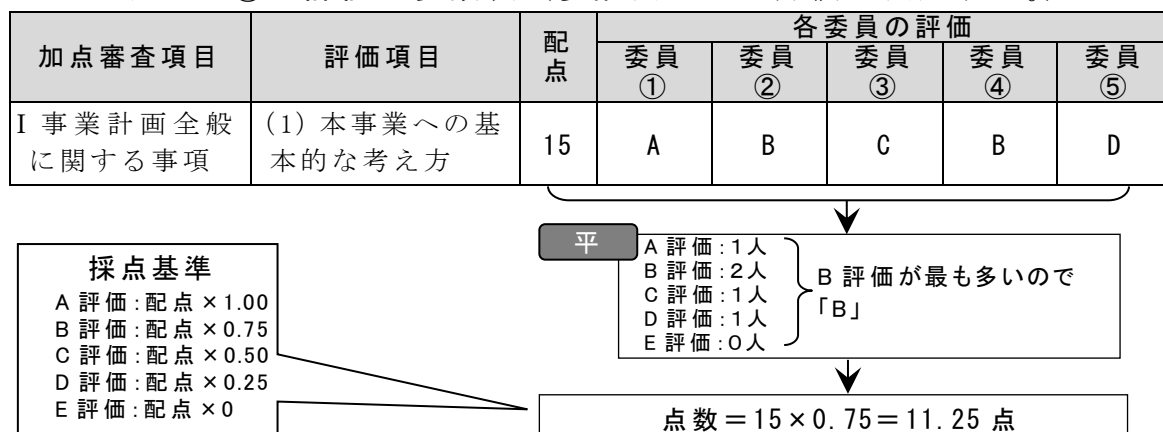 加点審査項目 評価項目 配点 各委員の評価
委員① 委員② 委員③ 委員④ 委員⑤
I 事業計画全般に関する事項 (1) 本事業への基本的な考え方 15 A B C B D
平
A 評価:1人
B 評価:2人
C 評価:1人
D 評価:1人
E 評価:0人
B 評価が最も多いので
「B」
採点基準
A 評価:配点×1.00
B 評価:配点×0.75
C 評価:配点×0.50
D 評価:配点×0.25
E 評価:配点×0
点数=15×0.75=11.25 点